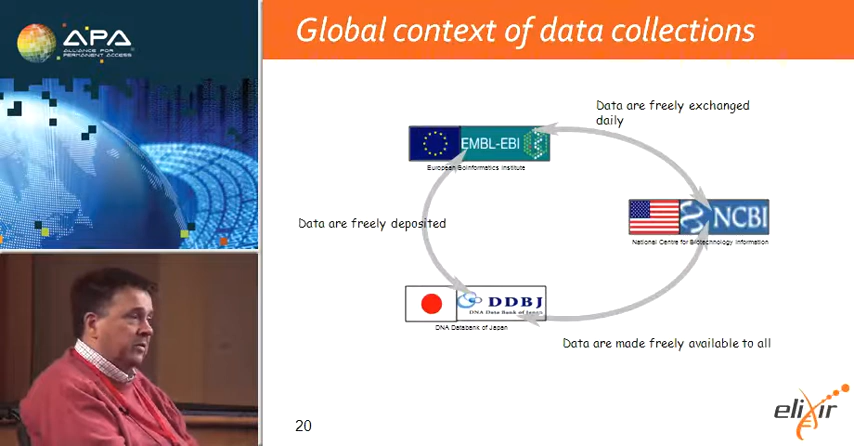 APA
ALLIANCE FOR
PERMANENT ACCESS
Global context of data collections
Data are freely exchanged
daily
EMBL-EBI
European Bioinformatics Institute
NCBI
National Centre for Biotechnology Information
Data are freely deposited
DDBJ
DNA Data Bank of Japan
DNA Databank of Japan
Data are made freely available to all
elixir
20